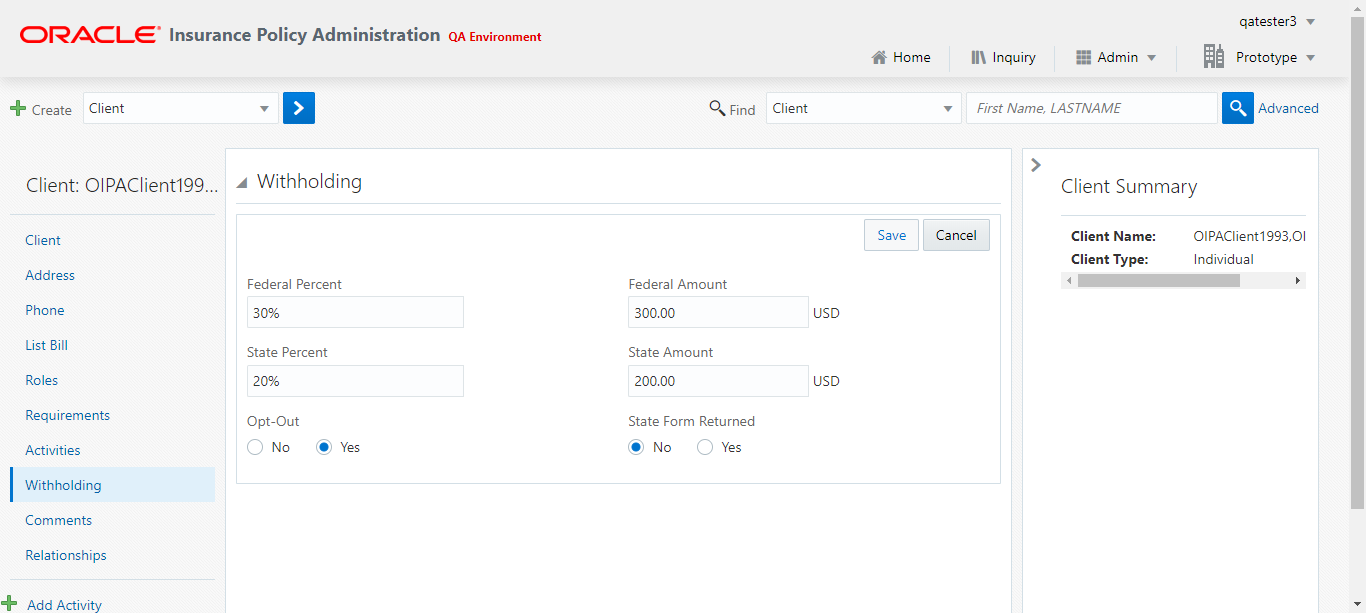 ORACLE Insurance Policy Administration QA Environment
qatester3
Home Inquiry Admin Prototype
Create Client Find Client First Name, LASTNAME Advanced
Client: OIPAClient199...
Client
Address
Phone
List Bill
Roles
Requirements
Activities
Withholding
Comments
Relationships
Add Activity
Withholding
Save Cancel
Federal Percent Federal Amount
30% 300.00 USD
State Percent State Amount
20% 200.00 USD
Opt-Out State Form Returned
No Yes No Yes
Client Summary
Client Name: OIPAClient1993,OI
Client Type: Individual